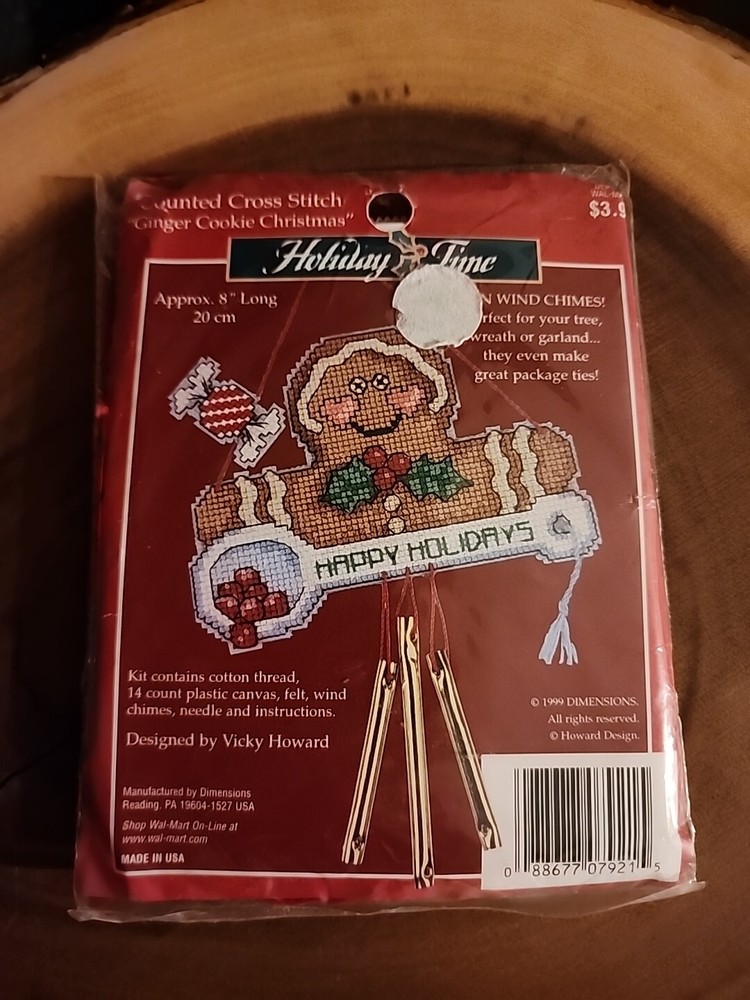 Counted Cross Stitch
"Ginger Cookie Christmas"
WAL-M
$3.9
Holiday Time
Approx. 8" Long
20 cm
WIND CHIMES!
rfect for your tree,
wreath or garland...
they even make
great package ties!
HAPPY HOLIDAYS
Kit contains cotton thread,
14 count plastic canvas, felt, wind
chimes, needle and instructions.
Designed by Vicky Howard
© 1999 DIMENSIONS.
All rights reserved.
© Howard Design.
Manufactured by Dimensions
Reading, PA 19604-1527 USA
Shop Wal-Mart On-Line at
www.wal-mart.com
MADE IN USA
0 88677 07921 5